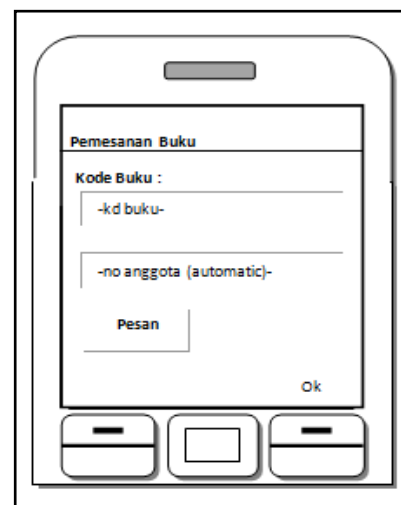 Pemesanan Buku
Kode Buku :
-kd buku-
-no anggota (automatic)-
Pesan
Ok